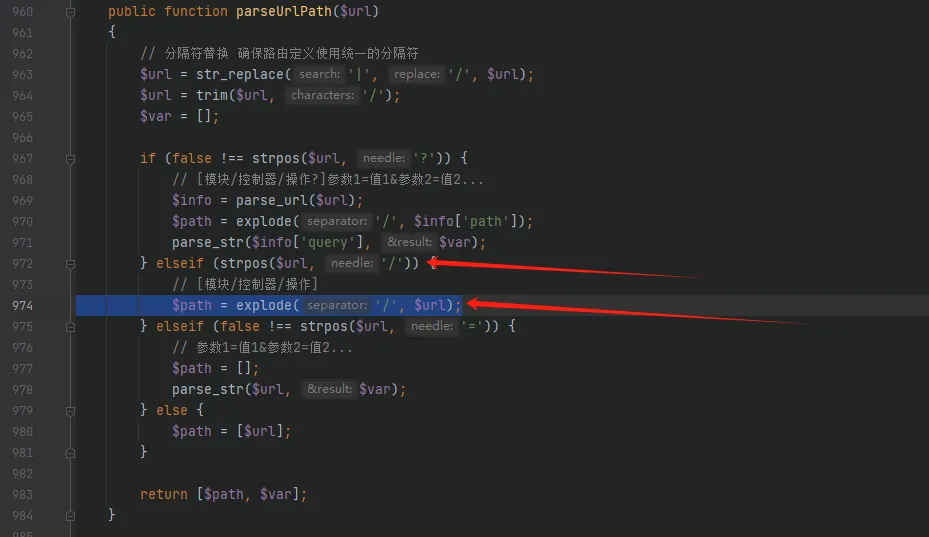 960 public function parseUrlPath($url)
961 {
962 // 分隔符替换 确保路由定义使用统一的分隔符
963 $url = str_replace( search: '|', replace: '/', $url);
964 $url = trim($url, characters: '/');
965 $var = [];
966
967 if (false !== strpos($url, needle: '?')) {
968 // [模块/控制器/操作?]参数1=值1&参数2=值2...
969 $info = parse_url($url);
970 $path = explode( separator: '/', $info['path']);
971 parse_str($info['query'], &result: $var);
972 } elseif (strpos($url, needle: '/')) {
973 // [模块/控制器/操作]
974 $path = explode( separator: '/', $url);
975 } elseif (false !== strpos($url, needle: '=')) {
976 // 参数1=值1&参数2=值2...
977 $path = [];
978 parse_str($url, &result: $var);
979 } else {
980 $path = [$url];
981 }
982
983 return [$path, $var];
984 }